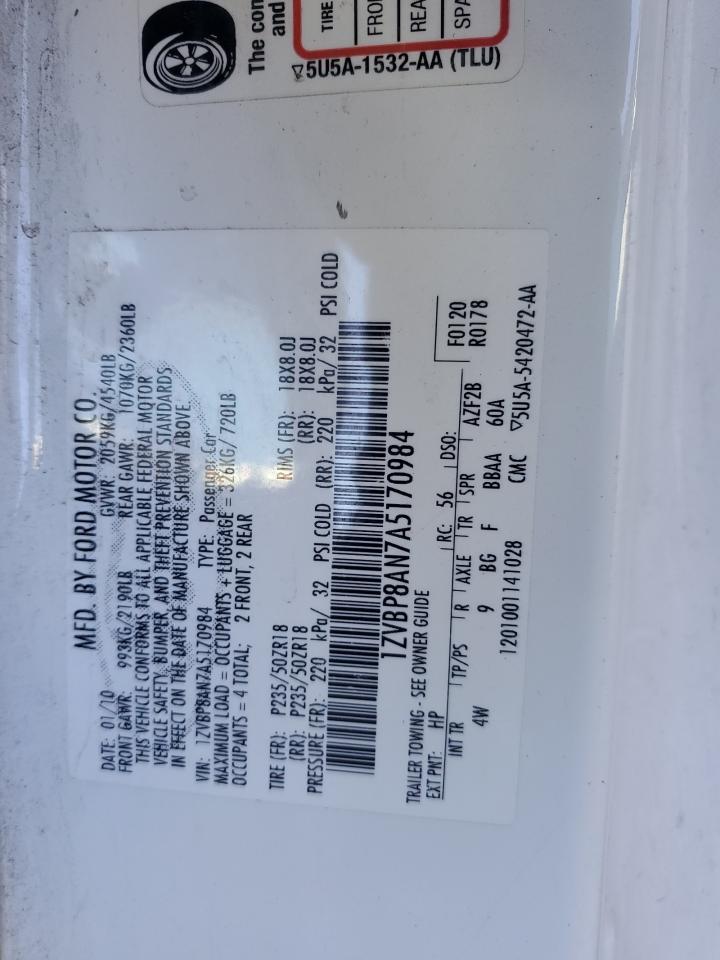 The con
and
TIRE
FRO
REA
SPA
5U5A-1532-AA (TLU)
MFD. BY FORD MOTOR CO.
DATE: 01/10 GVWR: 2059KG/4540LB
FRONT GAWR: 993KG/2190LB REAR GAWR: 1070KG/2360LB
THIS VEHICLE CONFORMS TO ALL APPLICABLE FEDERAL MOTOR
VEHICLE SAFETY, BUMPER, AND THEFT PREVENTION STANDARDS
IN EFFECT ON THE DATE OF MANUFACTURE SHOWN ABOVE
VIN: 1ZVBP8AN7A5170984 TYPE: Passenger Car
MAXIMUM LOAD = OCCUPANTS + LUGGAGE = 326KG/720LB
OCCUPANTS = 4 TOTAL; 2 FRONT, 2 REAR
TIRE (FR): P235/50ZR18 RIMS (FR): 18X8.0J
(RR): P235/50ZR18 (RR): 18X8.0J
PRESSURE (FR): 220 kPa/ 32 PSI COLD (RR): 220 kPa/ 32 PSI COLD
1ZVBP8AN7A5170984
TRAILER TOWING - SEE OWNER GUIDE
EXT PNT: HP RC: 56 DSO: F0120
R0178
INT TR TP/PS R AXLE TR SPR AZF2B
4W 9 BG F BBAA 60A
1201001141028 CMC 5U5A-5420472-AA